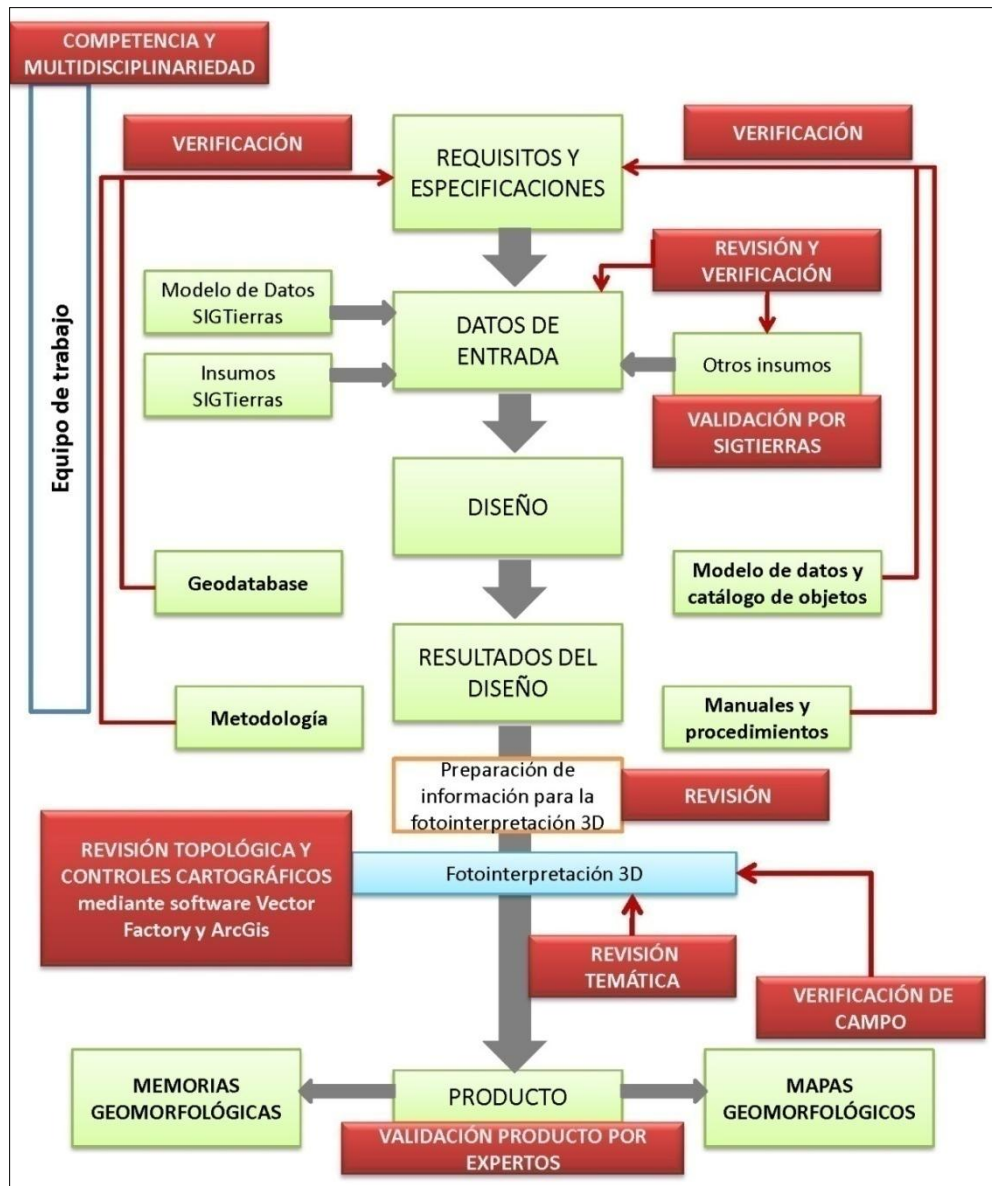 COMPETENCIA Y
MULTIDISCIPLINARIEDAD
VERIFICACIÓN
REQUISITOS Y
ESPECIFICACIONES
VERIFICACIÓN
REVISIÓN Y
VERIFICACIÓN
Modelo de Datos
SIGTierras
DATOS DE
ENTRADA
Insumos
SIGTierras
Otros insumos
VALIDACIÓN POR
SIGTIERRAS
Equipo de trabajo
DISEÑO
Geodatabase
Modelo de datos y
catálogo de objetos
RESULTADOS DEL
DISEÑO
Metodología
Manuales y
procedimientos
Preparación de
información para la
fotointerpretación 3D
REVISIÓN
REVISIÓN TOPOLÓGICA Y
CONTROLES CARTOGRÁFICOS
mediante software Vector
Factory y ArcGis
Fotointerpretación 3D
REVISIÓN
TEMÁTICA
VERIFICACIÓN DE
CAMPO
MEMORIAS
GEOMORFOLÓGICAS
PRODUCTO
MAPAS
GEOMORFOLÓGICOS
VALIDACIÓN PRODUCTO POR
EXPERTOS